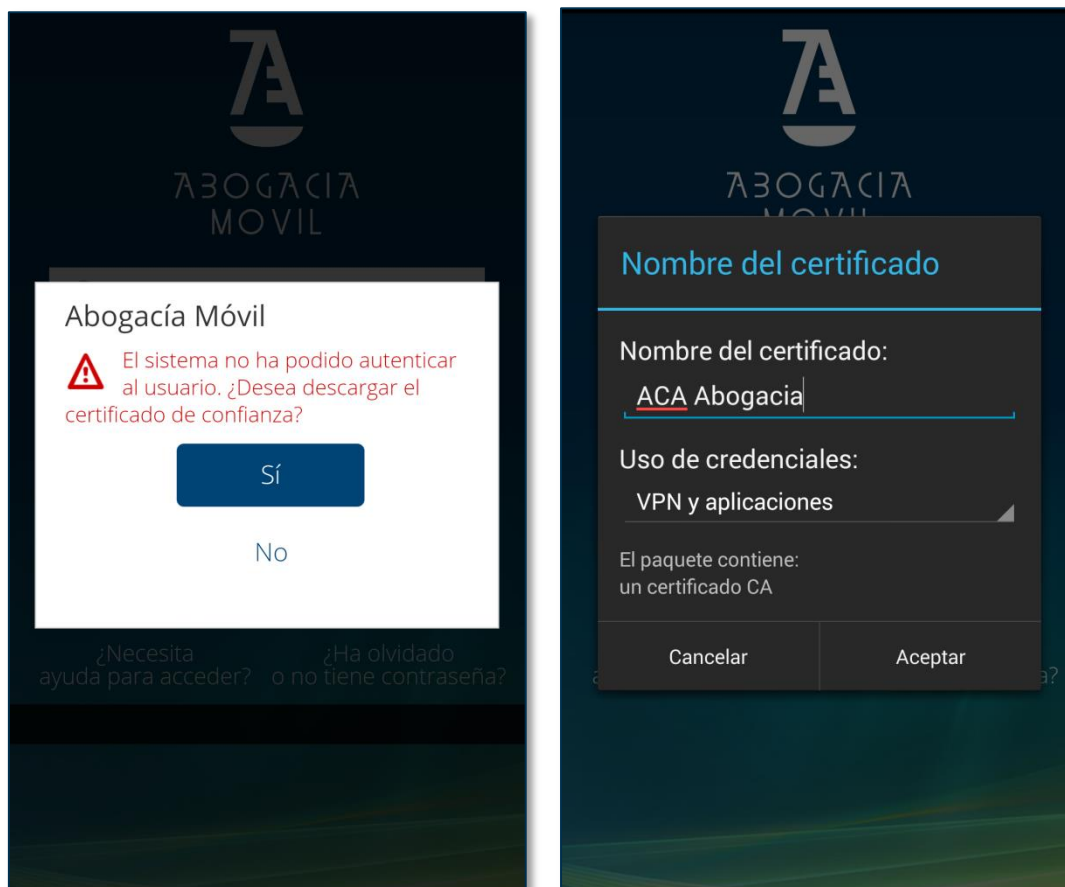 ABOGACIA
MOVIL
Abogacía Móvil
El sistema no ha podido autenticar
al usuario. ¿Desea descargar el
certificado de confianza?
Sí
No
¿Necesita
ayuda para acceder?
¿Ha olvidado
o no tiene contraseña?
ABOGACIA
MOVIL
Nombre del certificado
Nombre del certificado:
ACA Abogacia
Uso de credenciales:
VPN y aplicaciones
El paquete contiene:
un certificado CA
Cancelar
Aceptar